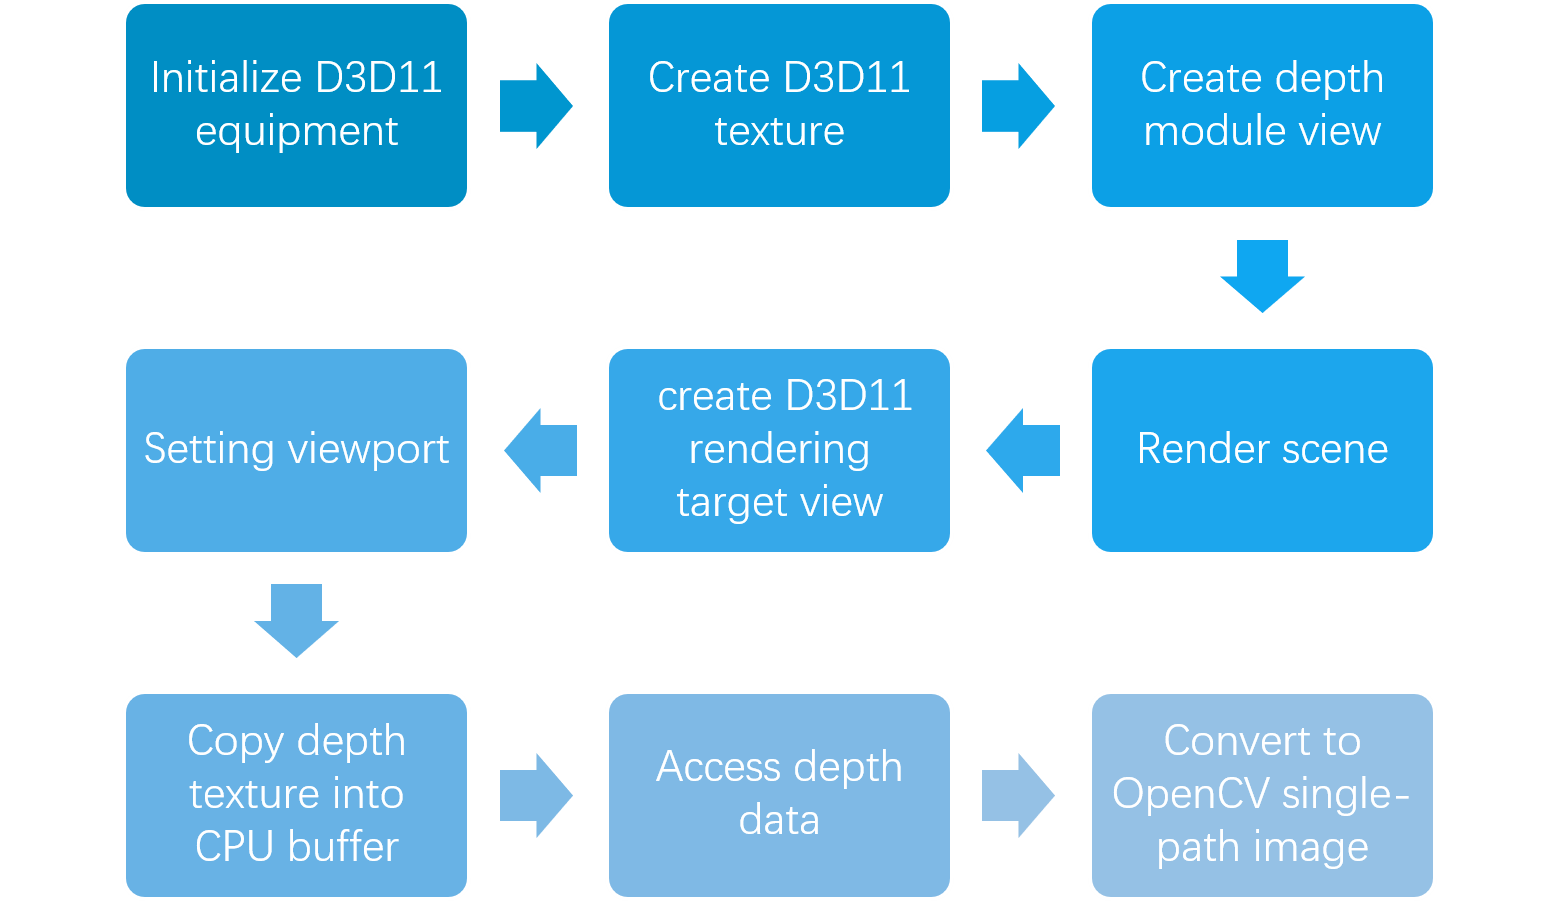 Initialize D3D11
equipment
Create D3D11
texture
Create depth
module view
Render scene
create D3D11
rendering
target view
Setting viewport
Copy depth
texture into
CPU buffer
Access depth
data
Convert to
OpenCV single-
path image